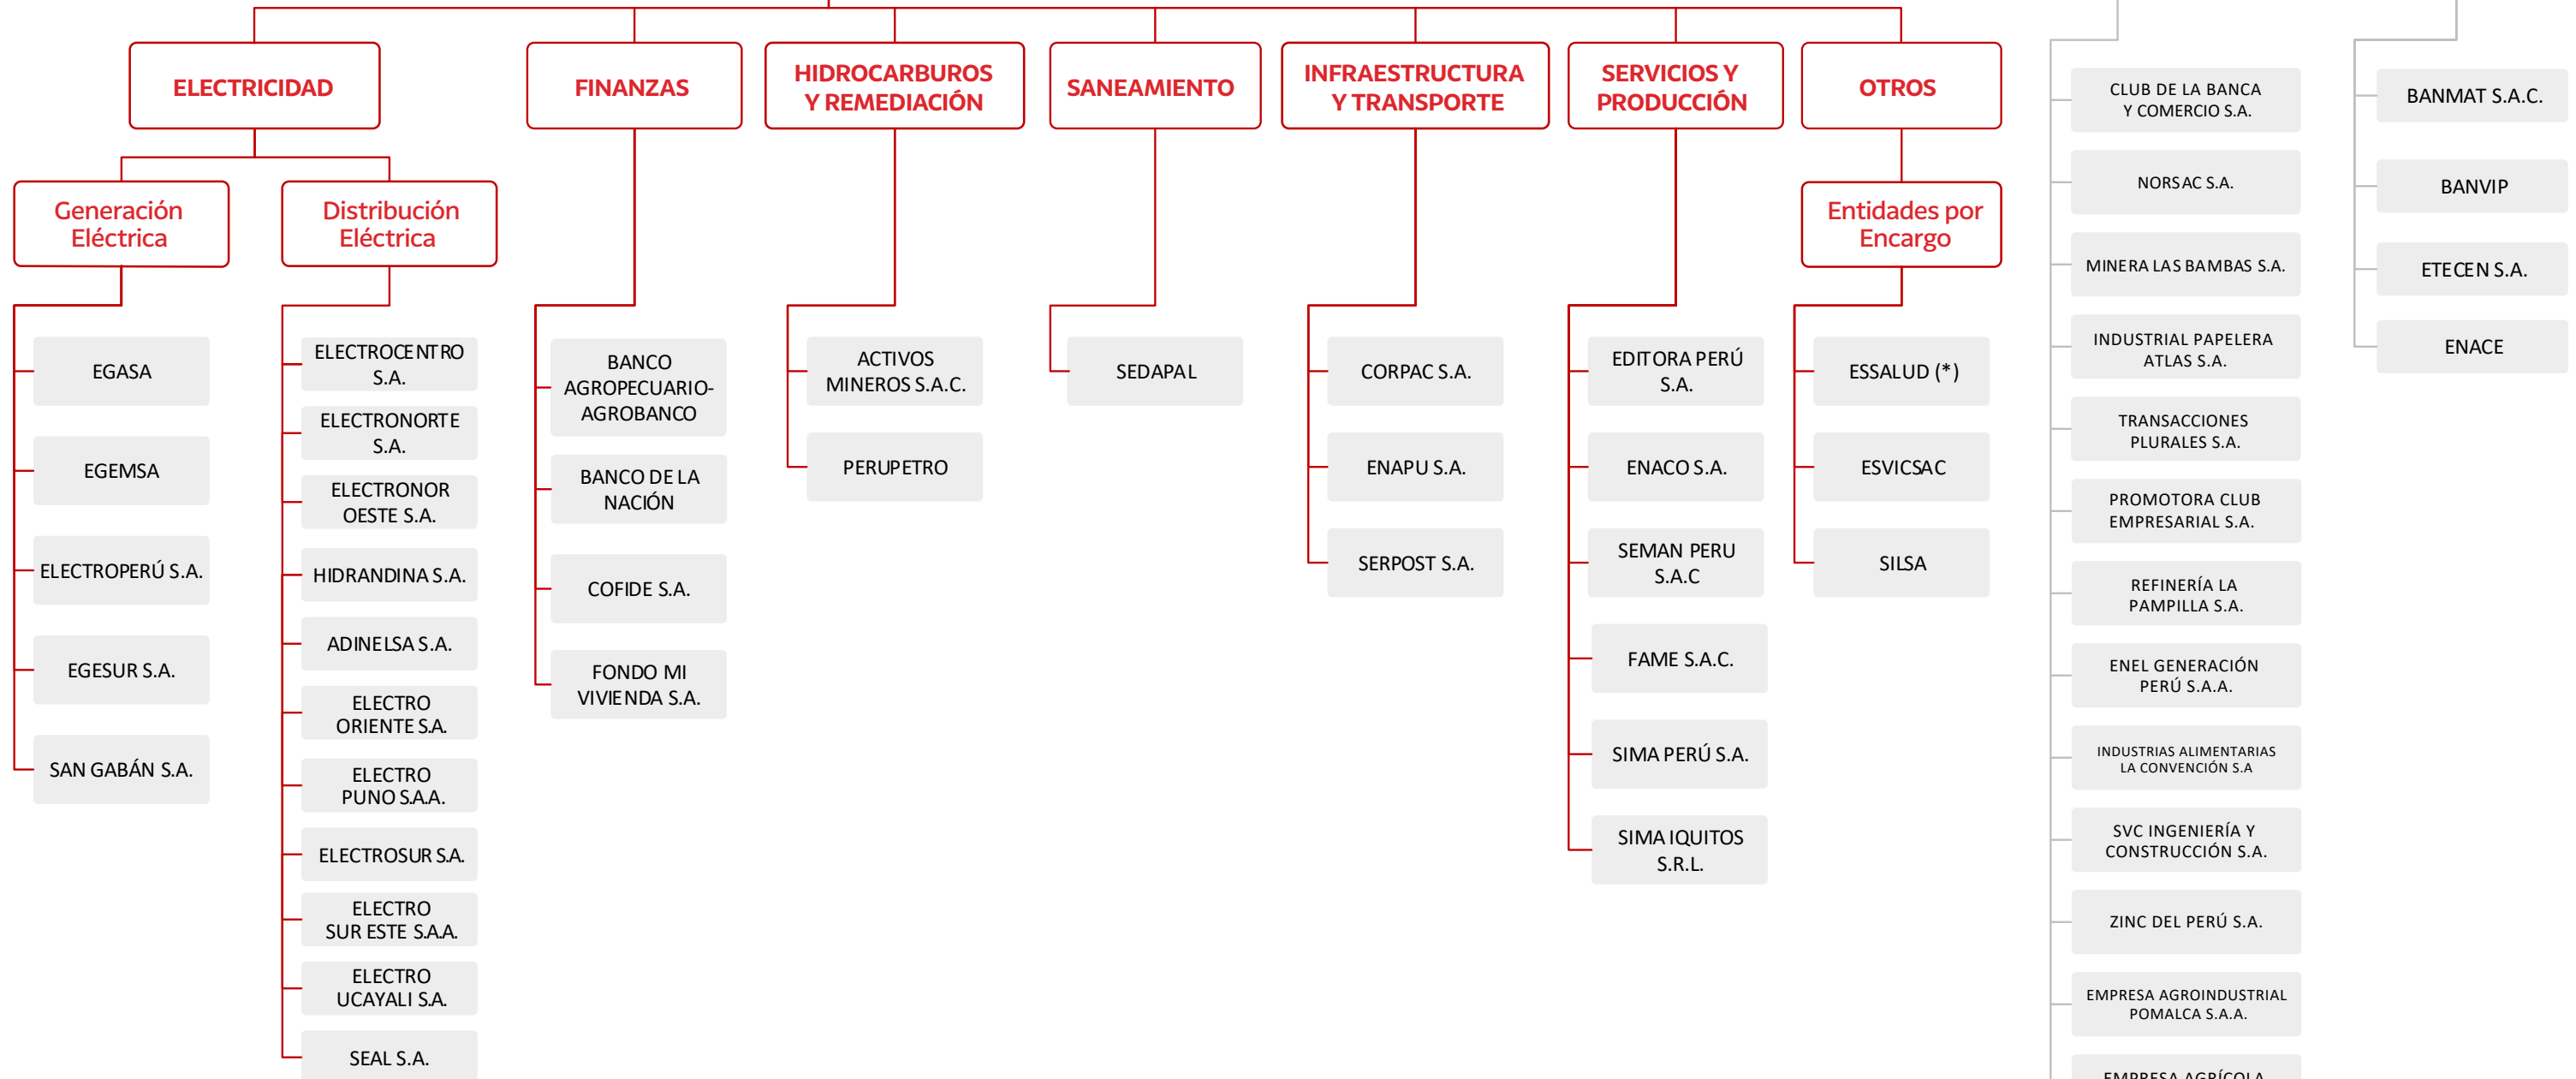 ELECTRICIDAD
FINANZAS
HIDROCARBUROS
Y REMEDIACIÓN
SANEAMIENTO
INFRAESTRUCTURA
Y TRANSPORTE
SERVICIOS Y
PRODUCCIÓN
OTROS
Generación
Eléctrica
Distribución
Eléctrica
Entidades por
Encargo
EGASA
EGEMSA
ELECTROPERÚ S.A.
EGESUR S.A.
SAN GABÁN S.A.
ELECTROCENTRO
S.A.
ELECTRONORTE
S.A.
ELECTRONOR
OESTE S.A.
HIDRANDINA S.A.
ADINELSA S.A.
ELECTRO
ORIENTE S.A.
ELECTRO
PUNO S.A.A.
ELECTROSUR S.A.
ELECTRO
SUR ESTE S.A.A.
ELECTRO
UCAYALI S.A.
SEAL S.A.
BANCO
AGROPECUARIO-
AGROBANCO
BANCO DE LA
NACIÓN
COFIDE S.A.
FONDO MI
VIVIENDA S.A.
ACTIVOS
MINEROS S.A.C.
PERUPETRO
SEDAPAL
CORPAC S.A.
ENAPU S.A.
SERPOST S.A.
EDITORA PERÚ
S.A.
ENACO S.A.
SEMAN PERU
S.A.C
FAME S.A.C.
SIMA PERÚ S.A.
SIMA IQUITOS
S.R.L.
ESSALUD (*)
ESVICSAC
SILSA
CLUB DE LA BANCA
Y COMERCIO S.A.
NORSAC S.A.
MINERA LAS BAMBAS S.A.
INDUSTRIAL PAPELERA
ATLAS S.A.
TRANSACCIONES
PLURALES S.A.
PROMOTORA CLUB
EMPRESARIAL S.A.
REFINERÍA LA
PAMPILLA S.A.
ENEL GENERACIÓN
PERÚ S.A.A.
INDUSTRIAS ALIMENTARIAS
LA CONVENCIÓN S.A
SVC INGENIERÍA Y
CONSTRUCCIÓN S.A.
ZINC DEL PERÚ S.A.
EMPRESA AGROINDUSTRIAL
POMALCA S.A.A.
EMPRESA AGRÍCOLA
BANMAT S.A.C.
BANVIP
ETECEN S.A.
ENACE